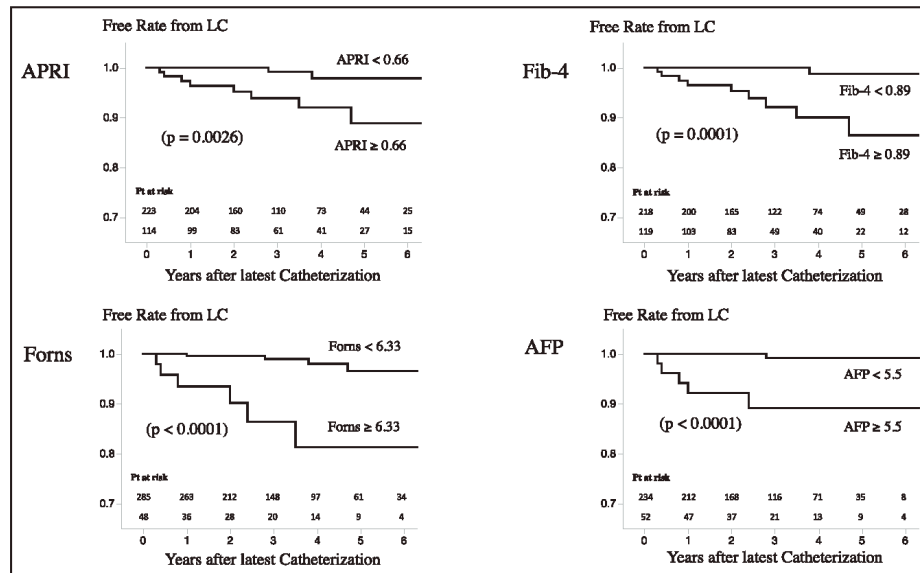 Free Rate from LC
APRI
1.0
0.9
0.8
0.7
APRI < 0.66
(p = 0.0026)
APRI ≥ 0.66
Pt at risk
223 204 160 110 73 44 25
114 99 83 61 41 27 15
0 1 2 3 4 5 6
Years after latest Catheterization
Free Rate from LC
Fib-4
1.0
0.9
0.8
0.7
Fib-4 < 0.89
(p = 0.0001)
Fib-4 ≥ 0.89
Pt at risk
218 200 165 122 74 49 28
119 103 83 49 40 22 12
0 1 2 3 4 5 6
Years after latest Catheterization
Free Rate from LC
Forns
1.0
0.9
0.8
0.7
Forns < 6.33
(p < 0.0001)
Forns ≥ 6.33
Pt at risk
285 263 212 148 97 61 34
48 36 28 20 14 9 4
0 1 2 3 4 5 6
Years after latest Catheterization
Free Rate from LC
AFP
1.0
0.9
0.8
0.7
AFP < 5.5
(p < 0.0001)
AFP ≥ 5.5
Pt at risk
234 212 168 116 71 35 8
52 47 37 21 13 9 4
0 1 2 3 4 5 6
Years after latest Catheterization